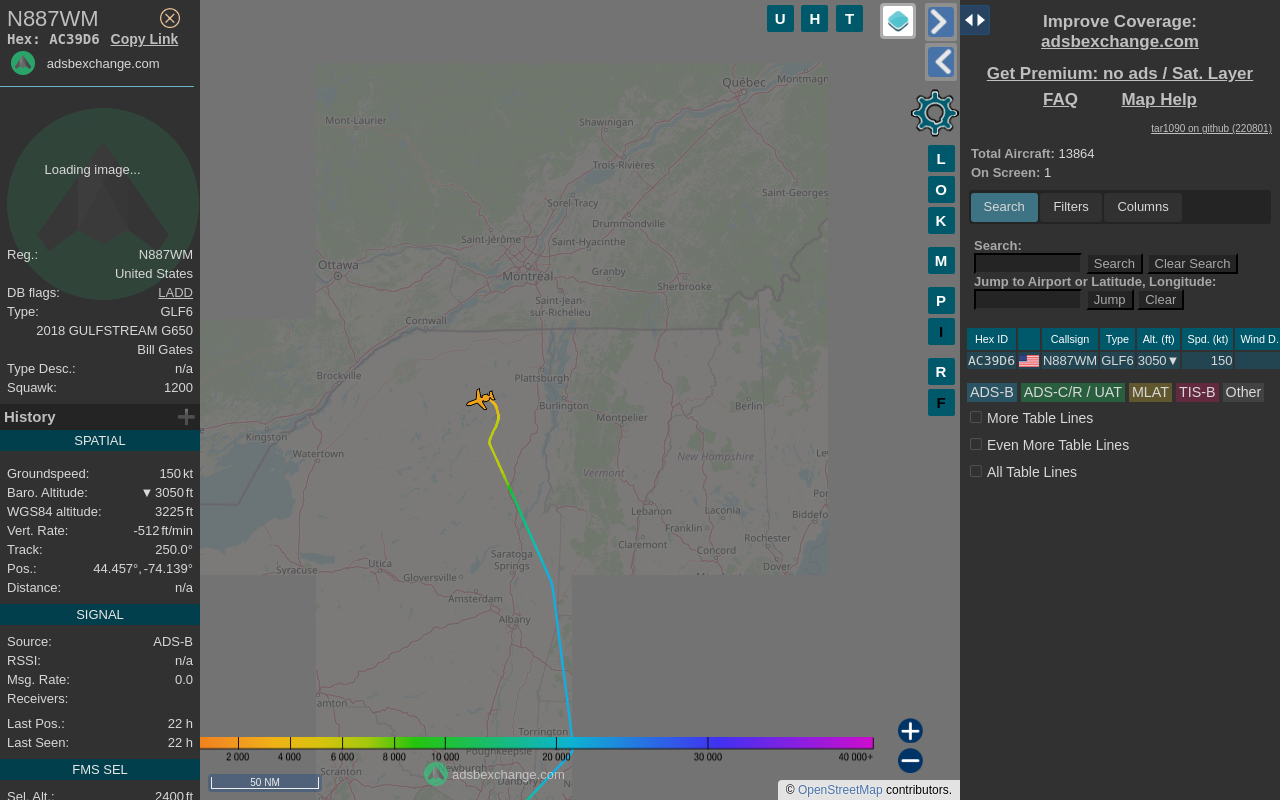 N887WM
Hex: AC39D6 Copy Link
adsbexchange.com
Loading image...
Reg.: N887WM
United States
DB flags: LADD
Type: GLF6
2018 GULFSTREAM G650
Bill Gates
Type Desc.: n/a
Squawk: 1200
History
SPATIAL
Groundspeed: 150 kt
Baro. Altitude: ▼ 3050 ft
WGS84 altitude: 3225 ft
Vert. Rate: -512 ft/min
Track: 250.0°
Pos.: 44.457°, -74.139°
Distance: n/a
SIGNAL
Source: ADS-B
RSSI: n/a
Msg. Rate: 0.0
Receivers:
Last Pos.: 22 h
Last Seen: 22 h
FMS SEL
Sel. Alt.: 2400 ft
U H T
L
O
K
M
P
I
R
F
Québec
Montmagn
Mont-Laurier
Shawinigan
Trois-Rivières
Saint-Georges
Sorel-Tracy
Drummondville
Saint-Jérôme
Saint-Hyacinthe
Ottawa
Montréal
Granby
Sherbrooke
Saint-Jean-
sur-Richelieu
Cornwall
Brockville
Plattsburgh
Burlington
Montpelier
Berlin
Kingston
Watertown
Vermont
New Hampshire
Le
Por
Lebanon
Laconia
Biddefo
Franklin
Claremont
Concord
Rochester
Dover
Saratoga
Springs
Syracuse
Utica
Gloversville
Amsterdam
Albany
amton
Torrington
Poughkeepsie
Scranton
ewburgh
Danbury
N
2 000 4 000 6 000 8 000 10 000 20 000 30 000 40 000+
50 NM
adsbexchange.com
© OpenStreetMap contributors.
Improve Coverage:
adsbexchange.com
Get Premium: no ads / Sat. Layer
FAQ Map Help
tar1090 on github (220801)
Total Aircraft: 13864
On Screen: 1
Search Filters Columns
Search:
Search Clear Search
Jump to Airport or Latitude, Longitude:
Jump Clear
Hex ID Callsign Type Alt. (ft) Spd. (kt) Wind D.
AC39D6 N887WM GLF6 3050▼ 150
ADS-B ADS-C/R / UAT MLAT TIS-B Other
More Table Lines
Even More Table Lines
All Table Lines